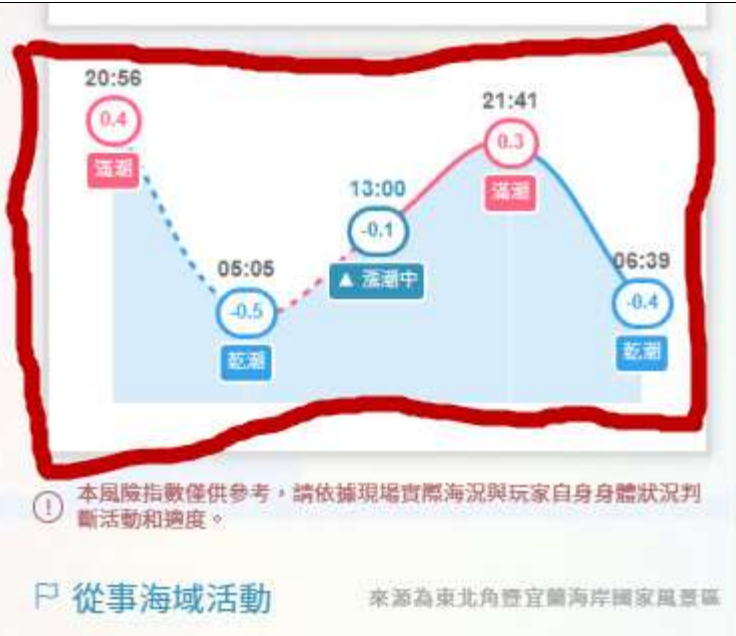 20:56
0.4
滿潮
05:05
-0.5
乾潮
13:00
-0.1
▲ 漲潮中
21:41
0.3
滿潮
06:39
-0.4
乾潮
本風險指數僅供參考，請依據現場實際海況與玩家自身身體狀況判
斷活動和適度。
從事海域活動
來源為東北角暨宜蘭海岸國家風景區